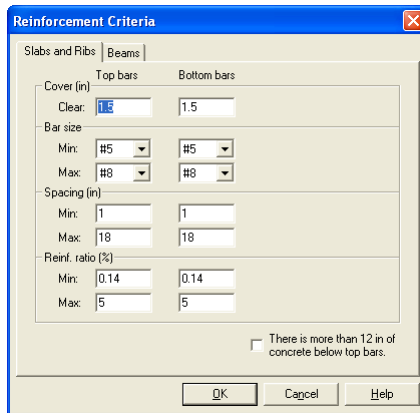 Reinforcement Criteria
Slabs and Ribs Beams
Top bars Bottom bars
Cover (in)
Clear: 1.5 1.5
Bar size
Min: #5 #5
Max: #8 #8
Spacing (in)
Min: 1 1
Max: 18 18
Reinf. ratio (%)
Min: 0.14 0.14
Max: 5 5
There is more than 12 in of
concrete below top bars.
OK Cancel Help